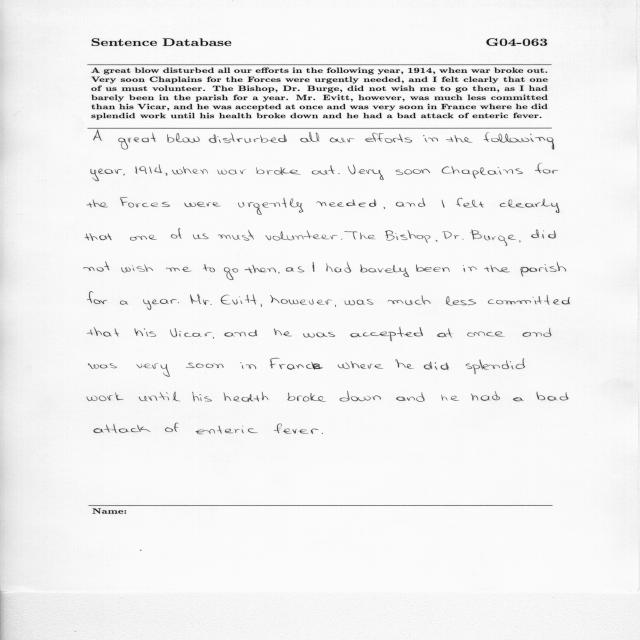 Sentence Database G04-063
A great blow disturbed all our efforts in the following year, 1914, when war broke out.
Very soon Chaplains for the Forces were urgently needed, and I felt clearly that one
of us must volunteer. The Bishop, Dr. Burge, did not wish me to go then, as I had
barely been in the parish for a year. Mr. Evitt, however, was much less committed
than his Vicar, and he was accepted at once and was very soon in France where he did
splendid work until his health broke down and he had a bad attack of enteric fever.
A great blow distrurbed all our efforts in the following
year, 1914, when war broke out. Very soon Chaplains for
the Forces were urgently needed, and I felt clearly
that one of us must volunteer. The Bishop, Dr. Burge, did
not wish me to go then, as I had barely been in the parish
for a year. Mr. Evitt, however, was much less committed
that his Vicar, and he was accepted at once and
was very soon in France where he did splendid
work until his health broke down and he had a bad
attack of enteric fever.
Name: